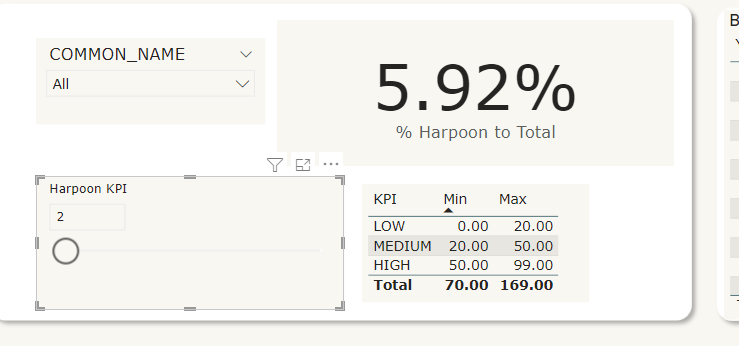 COMMON_NAME
All
5.92%
% Harpoon to Total
Harpoon KPI
2
KPI Min Max
LOW 0.00 20.00
MEDIUM 20.00 50.00
HIGH 50.00 99.00
Total 70.00 169.00